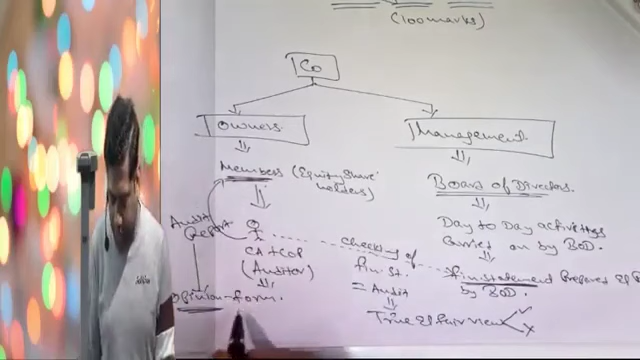 (100 marks)
Co
Owners
Management
Members (Equity share
holders)
Board of Directors.
Day to Day activities
Carried on by BoD.
Audit
Report
CA + COP
(Auditor)
Checking of
fin. st.
= Audit
fin. statement Prepared
by BoD.
True & fair view
Opinion form.